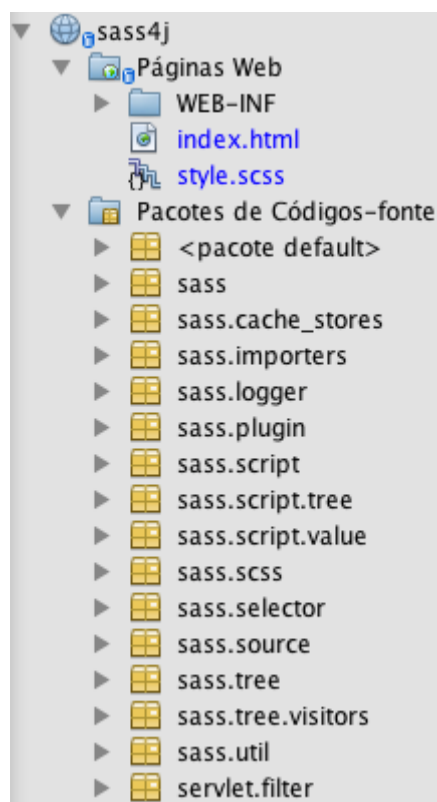 sass4j
Páginas Web
WEB-INF
index.html
style.scss
Pacotes de Códigos-fonte
<pacote default>
sass
sass.cache_stores
sass.importers
sass.logger
sass.plugin
sass.script
sass.script.tree
sass.script.value
sass.scss
sass.selector
sass.source
sass.tree
sass.tree.visitors
sass.util
servlet.filter